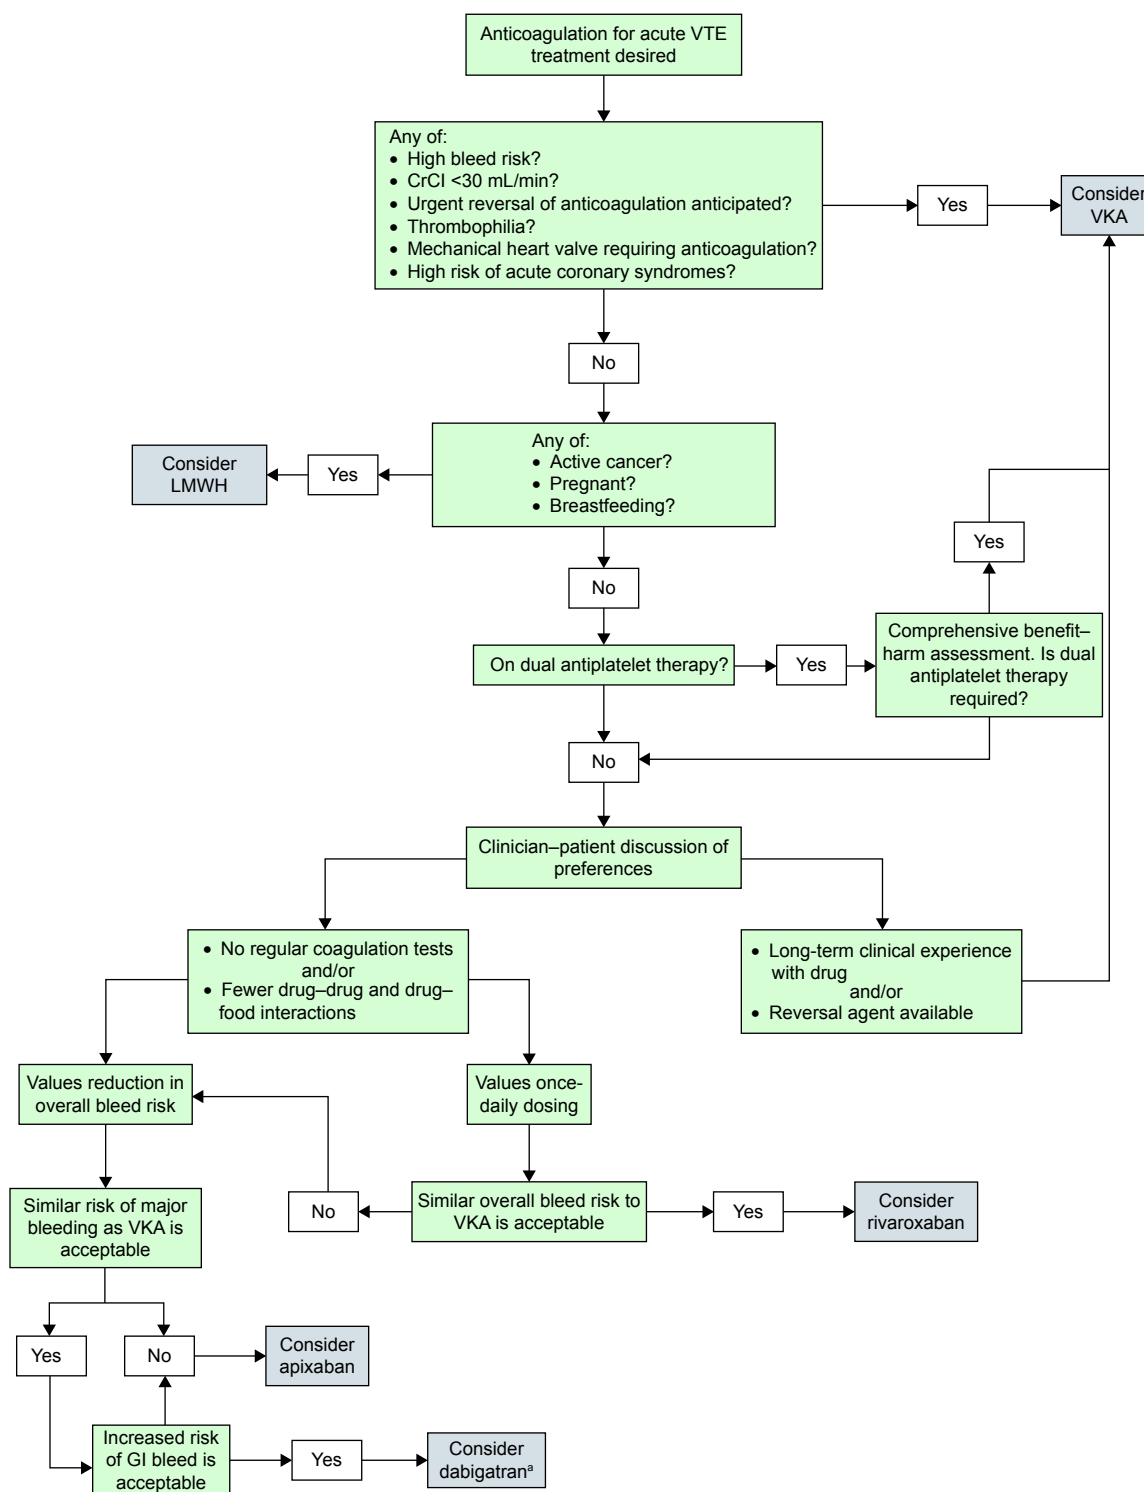 Anticoagulation for acute VTE
treatment desired
Any of:
• High bleed risk?
• CrCl <30 mL/min?
• Urgent reversal of anticoagulation anticipated?
• Thrombophilia?
• Mechanical heart valve requiring anticoagulation?
• High risk of acute coronary syndromes?
Yes
Consider
VKA
No
Any of:
• Active cancer?
• Pregnant?
• Breastfeeding?
Yes
Consider
LMWH
No
On dual antiplatelet therapy?
Yes
Comprehensive benefit–
harm assessment. Is dual
antiplatelet therapy
required?
Yes
No
Clinician–patient discussion of
preferences
• No regular coagulation tests
and/or
• Fewer drug–drug and drug–
food interactions
• Long-term clinical experience
with drug
and/or
• Reversal agent available
Values reduction in
overall bleed risk
Values once-
daily dosing
Similar risk of major
bleeding as VKA is
acceptable
No
Similar overall bleed risk to
VKA is acceptable
Yes
Consider
rivaroxaban
Yes
No
Consider
apixaban
Increased risk
of GI bleed is
acceptable
Yes
Consider
dabigatranᵃ